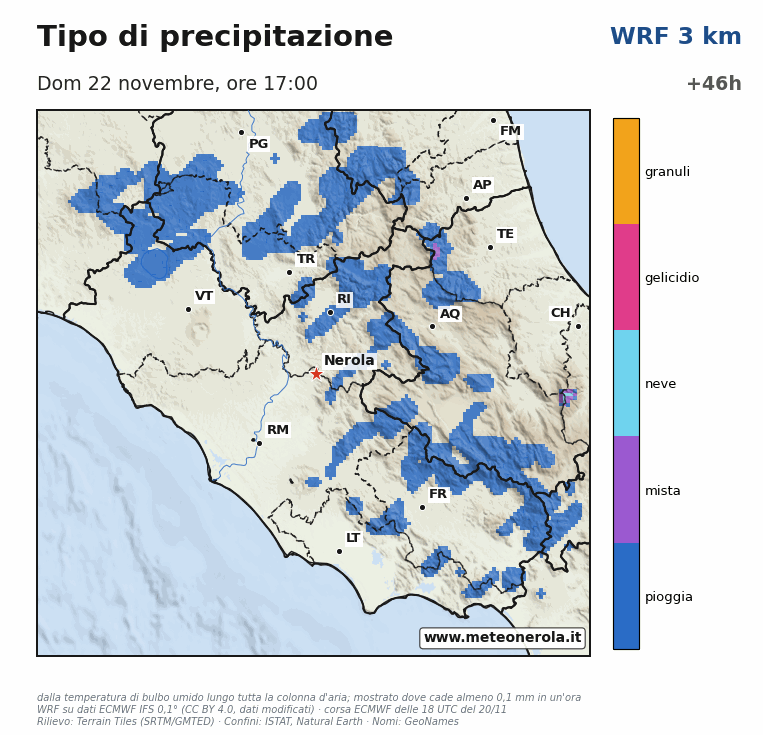 Tipo di precipitazione
WRF 3 km
Dom 22 novembre, ore 17:00
+46h
FM
PG
granuli
AP
TE
TR
gelicidio
VT
RI
AQ
CH
Nerola
neve
RM
mista
FR
LT
pioggia
www.meteonerola.it
dalla temperatura di bulbo umido lungo tutta la colonna d'aria; mostrato dove cade almeno 0,1 mm in un'ora
WRF su dati ECMWF IFS 0,1° (CC BY 4.0, dati modificati) · corsa ECMWF delle 18 UTC del 20/11
Rilievo: Terrain Tiles (SRTM/GMTED) · Confini: ISTAT, Natural Earth · Nomi: GeoNames